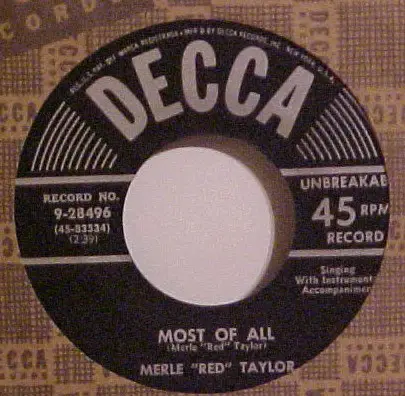 DECCA
RECORD NO.
9-28496
(45-83534)
(2:39)
UNBREAKAB
45 RPM
RECORD
Singing
With Instrument
Accompanimen
MOST OF ALL
(Merle "Red" Taylor)
MERLE "RED" TAYLOR